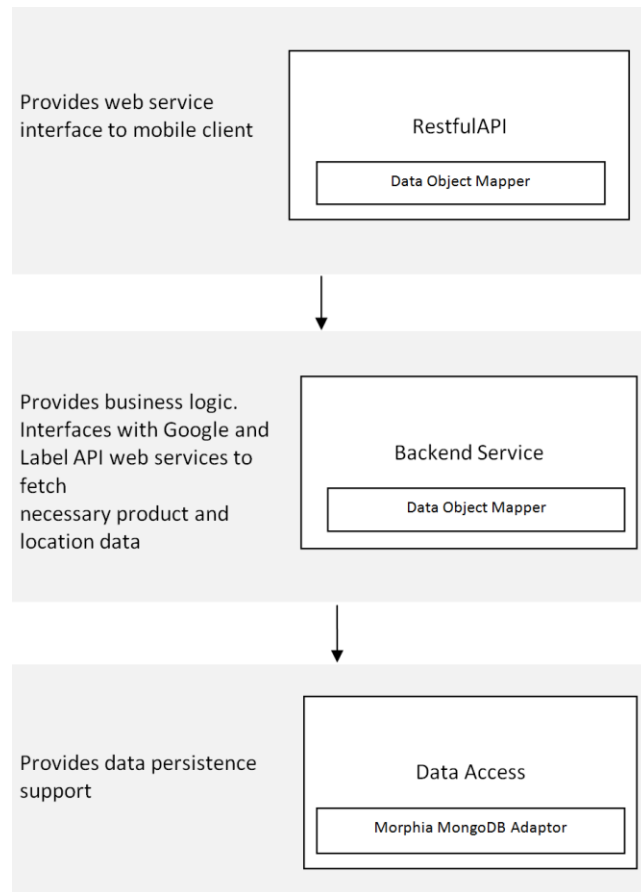 Provides web service
interface to mobile client
RestfulAPI
Data Object Mapper
Provides business logic.
Interfaces with Google and
Label API web services to
fetch
necessary product and
location data
Backend Service
Data Object Mapper
Provides data persistence
support
Data Access
Morphia MongoDB Adaptor